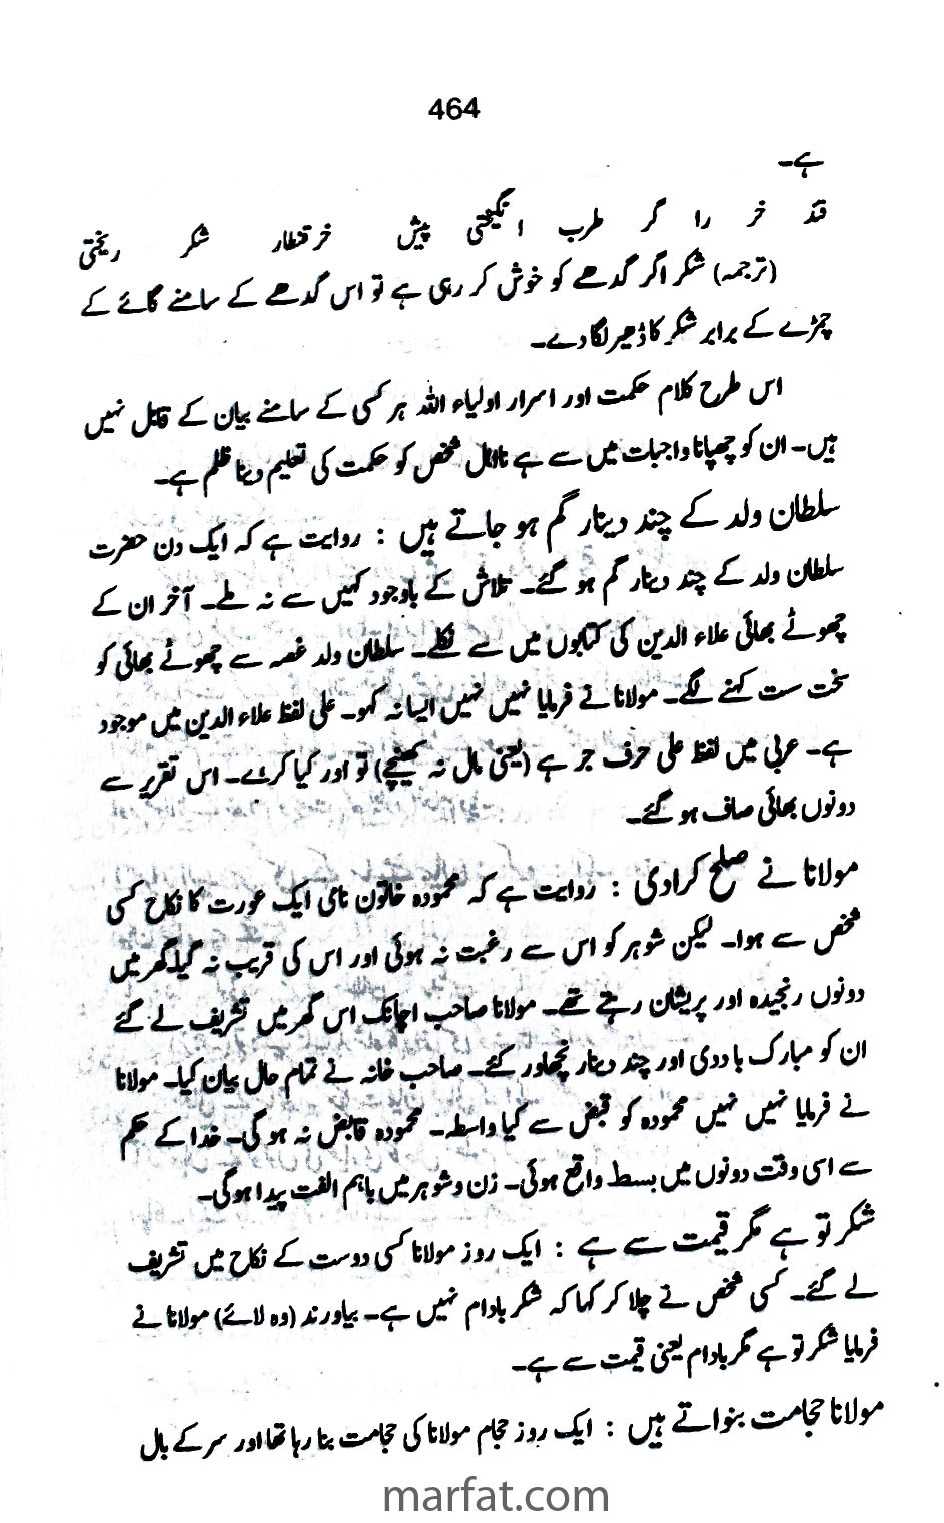 464
ہے۔
قند خر را گر طرب انگیختی پیش خر قنطار شکر ریختی
(ترجمہ) شکر اگر گدھے کو خوش کر رہی ہے تو اس گدھے کے سامنے گائے کے
چمڑے کے برابر شکر کا ڈھیر لگا دے۔
اس طرح کلام حکمت اور اسرار اولیاء اللہ ہر کسی کے سامنے بیان کے قابل نہیں
ہیں۔ ان کو چھپانا واجبات میں سے ہے نااہل شخص کو حکمت کی تعلیم دینا ظلم ہے۔
سلطان ولد کے چند دینار گم ہو جاتے ہیں : روایت ہے کہ ایک دن حضرت
سلطان ولد کے چند دینار گم ہو گئے۔ تلاش کے باوجود کہیں سے نہ ملے۔ آخر ان کے
چھوٹے بھائی علاء الدین کی کتابوں میں سے نکلے۔ سلطان ولد غصہ سے چھوٹے بھائی کو
سخت ست کہنے لگے۔ مولانا نے فرمایا نہیں نہیں ایسا نہ کہو۔ علی لفظ علاء الدین میں موجود
ہے۔ عربی میں لفظ علی حرف جر ہے (یعنی مال نہ کھینچے) تو اور کیا کرے۔ اس تقریر سے
دونوں بھائی صاف ہو گئے۔
مولانا نے صلح کرا دی : روایت ہے کہ محمودہ خاتون نامی ایک عورت کا نکاح کسی
شخص سے ہوا۔ لیکن شوہر کو اس سے رغبت نہ ہوئی اور اس کی قریب نہ گیا۔ گھر میں
دونوں رنجیدہ اور پریشان رہتے تھے۔ مولانا صاحب اچانک اس گھر میں تشریف لے گئے
ان کو مبارک باد دی اور چند دینار نچھاور کئے۔ صاحب خانہ نے تمام حال بیان کیا۔ مولانا
نے فرمایا نہیں نہیں محمودہ کو قبض سے کیا واسطہ۔ محمودہ قابض نہ ہو گی۔ خدا کے حکم
سے اسی وقت دونوں میں بسط واقع ہوئی۔ زن و شوہر میں باہم الفت پیدا ہو گی۔
شکر تو ہے مگر قیمت سے ہے : ایک روز مولانا کسی دوست کے نکاح میں تشریف
لے گئے۔ کسی شخص نے چلا کر کہا کہ شکر بادام نہیں ہے۔ بیاورند (وہ لائے) مولانا نے
فرمایا شکر تو ہے مگر بادام یعنی قیمت سے ہے۔
مولانا حجامت بنواتے ہیں : ایک روز حجام مولانا کی حجامت بنا رہا تھا اور سر کے بال
marfat.com